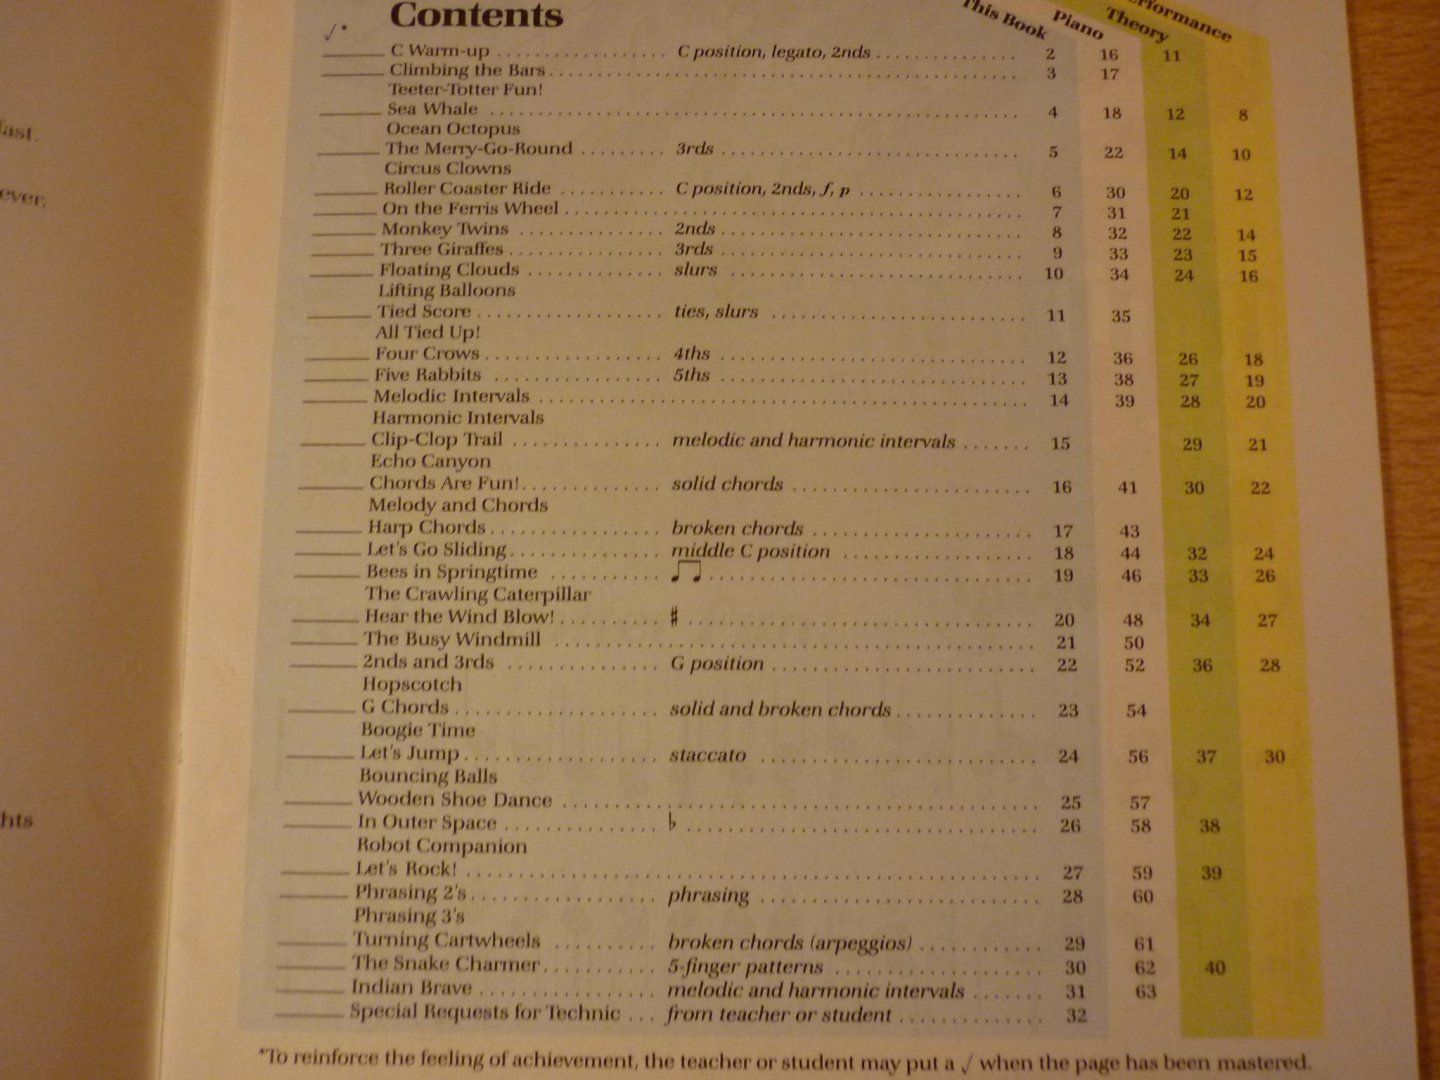 Contents
This Book
Piano
Theory
√*
C Warm-up C position, legato, 2nds 2 16 11
Climbing the Bars 3 17
Teeter-Totter Fun!
Sea Whale 4 18 12 8
Ocean Octopus
The Merry-Go-Round 3rds 5 22 14 10
Circus Clowns
Roller Coaster Ride C position, 2nds, f, p 6 30 20 12
On the Ferris Wheel 7 31 21
Monkey Twins 2nds 8 32 22 14
Three Giraffes 3rds 9 33 23 15
Floating Clouds slurs 10 34 24 16
Lifting Balloons
Tied Score ties, slurs 11 35
All Tied Up!
Four Crows 4ths 12 36 26 18
Five Rabbits 5ths 13 38 27 19
Melodic Intervals 14 39 28 20
Harmonic Intervals
Clip-Clop Trail melodic and harmonic intervals 15 29 21
Echo Canyon
Chords Are Fun! solid chords 16 41 30 22
Melody and Chords
Harp Chords broken chords 17 43
Let's Go Sliding middle C position 18 44 32 24
Bees in Springtime ♫ 19 46 33 26
The Crawling Caterpillar
Hear the Wind Blow! ♯ 20 48 34 27
The Busy Windmill 21 50
2nds and 3rds G position 22 52 36 28
Hopscotch
G Chords solid and broken chords 23 54
Boogie Time
Let's Jump staccato 24 56 37 30
Bouncing Balls
Wooden Shoe Dance 25 57
In Outer Space ♭ 26 58 38
Robot Companion
Let's Rock! 27 59 39
Phrasing 2's phrasing 28 60
Phrasing 3's
Turning Cartwheels broken chords (arpeggios) 29 61
The Snake Charmer 5-finger patterns 30 62 40
Indian Brave melodic and harmonic intervals 31 63
Special Requests for Technic from teacher or student 32
*To reinforce the feeling of achievement, the teacher or student may put a √ when the page has been mastered.